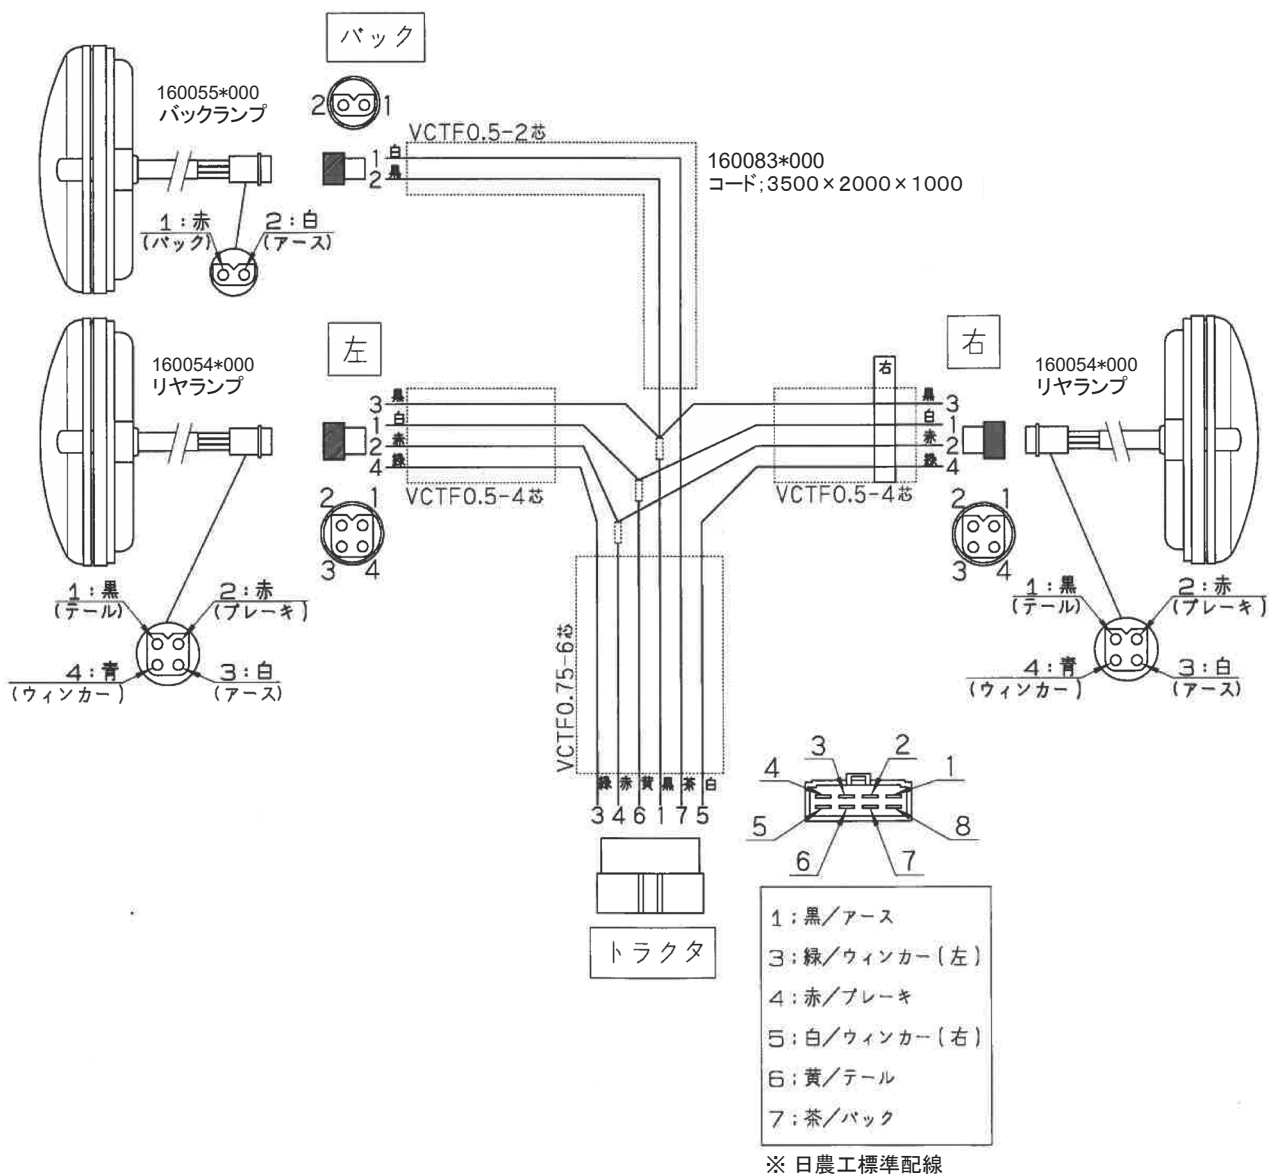 バック
160055*000
バックランプ
2 1
VCTF0.5-2芯
1 白
2 黒
160083*000
コード;3500×2000×1000
1:赤
(バック)
2:白
(アース)
左
右
160054*000
リヤランプ
160054*000
リヤランプ
右
3 黒
1 白
2 赤
4 緑
黒 3
白 1
赤 2
緑 4
VCTF0.5-4芯
VCTF0.5-4芯
2 1
3 4
2 1
3 4
1:黒
(テール)
2:赤
(ブレーキ)
4:青
(ウィンカー)
3:白
(アース)
1:黒
(テール)
2:赤
(ブレーキ)
4:青
(ウィンカー)
3:白
(アース)
VCTF0.75-6芯
緑 赤 黄 黒 茶 白
3 4 6 1 7 5
トラクタ
4 3 2 1
5 6 7 8
1;黒/アース
3;緑/ウィンカー(左)
4;赤/ブレーキ
5;白/ウィンカー(右)
6;黄/テール
7;茶/バック
※ 日農工標準配線